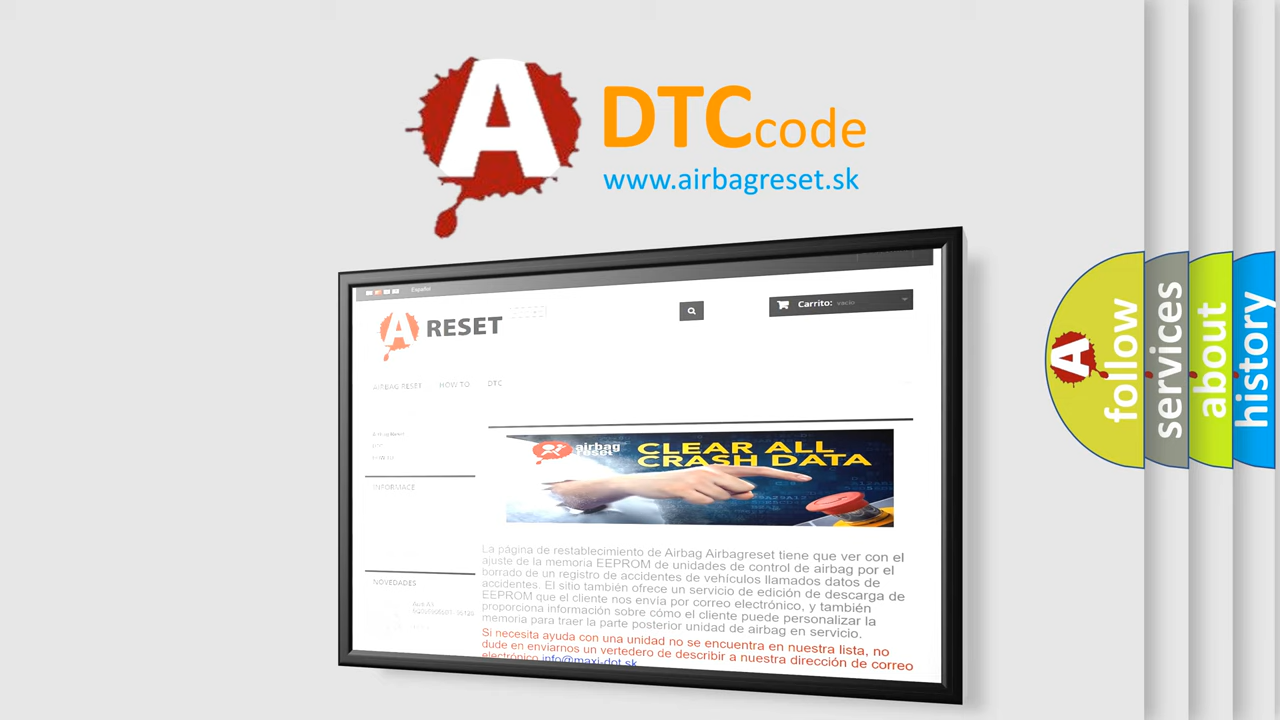 A
DTCcode
www.airbagreset.sk
Español
A RESET
Carrito: vacío
AIRBAG RESET HOW TO DTC
INFORMACE
CLEAR ALL
airbag
reset
CRASH DATA
La página de restablecimiento de Airbag Airbagreset tiene que ver con el
ajuste de la memoria EEPROM de unidades de control de airbag por el
borrado de un registro de accidentes de vehículos llamados datos de
accidentes. El sitio también ofrece un servicio de edición de descarga de
EEPROM que el cliente nos envía por correo electrónico, y también
proporciona información sobre cómo el cliente puede personalizar la
memoria para traer la parte posterior unidad de airbag en servicio.
Si necesita ayuda con una unidad no se encuentra en nuestra lista, no
dude en enviarnos un vertedero de describir a nuestra dirección de correo
electrónico info@maxi-dot.sk
NOVEDADES
A
follow
services
about
history